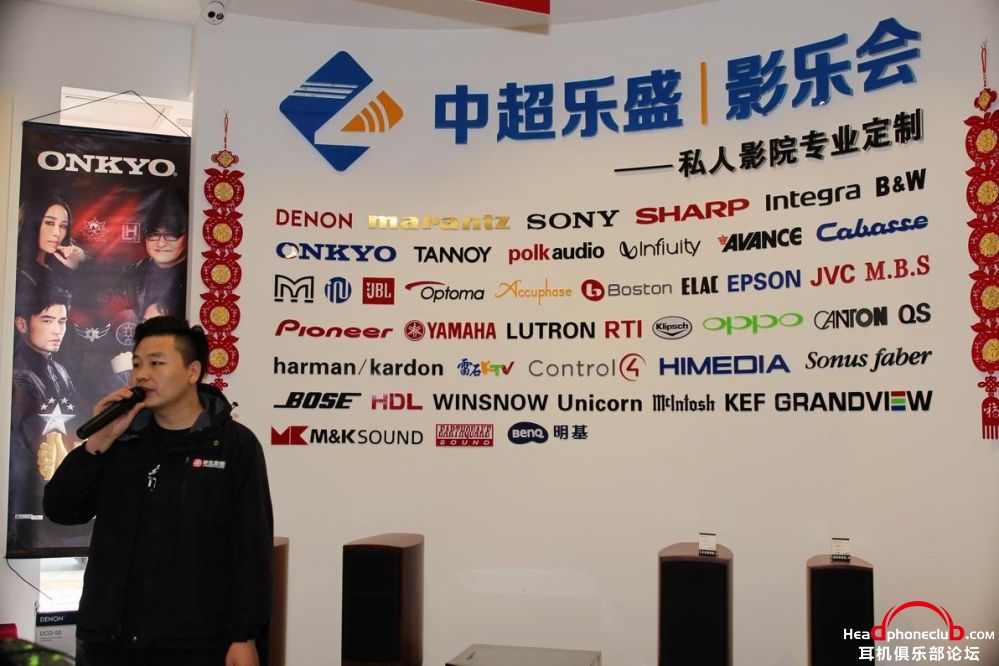 中超乐盛|影乐会
——私人影院专业定制
ONKYO
H
DENON marantz SONY SHARP Integra B&W
ONKYO TANNOY polkaudio Infiuity AVANCE Cabasse
M JBL Optoma Accuphase Boston ELAC EPSON JVC M.B.S
Pioneer YAMAHA LUTRON RTI Klipsch oppo CANTON QS
harman/kardon 雷石KTV Control4 HIMEDIA Sonus faber
BOSE HDL WINSNOW Unicorn McIntosh KEF GRANDVIEW
MK M&K SOUND EARTHQUAKE SOUND BenQ 明基
福
DENON
DCD-50
Headphoneclub.com
耳机俱乐部论坛